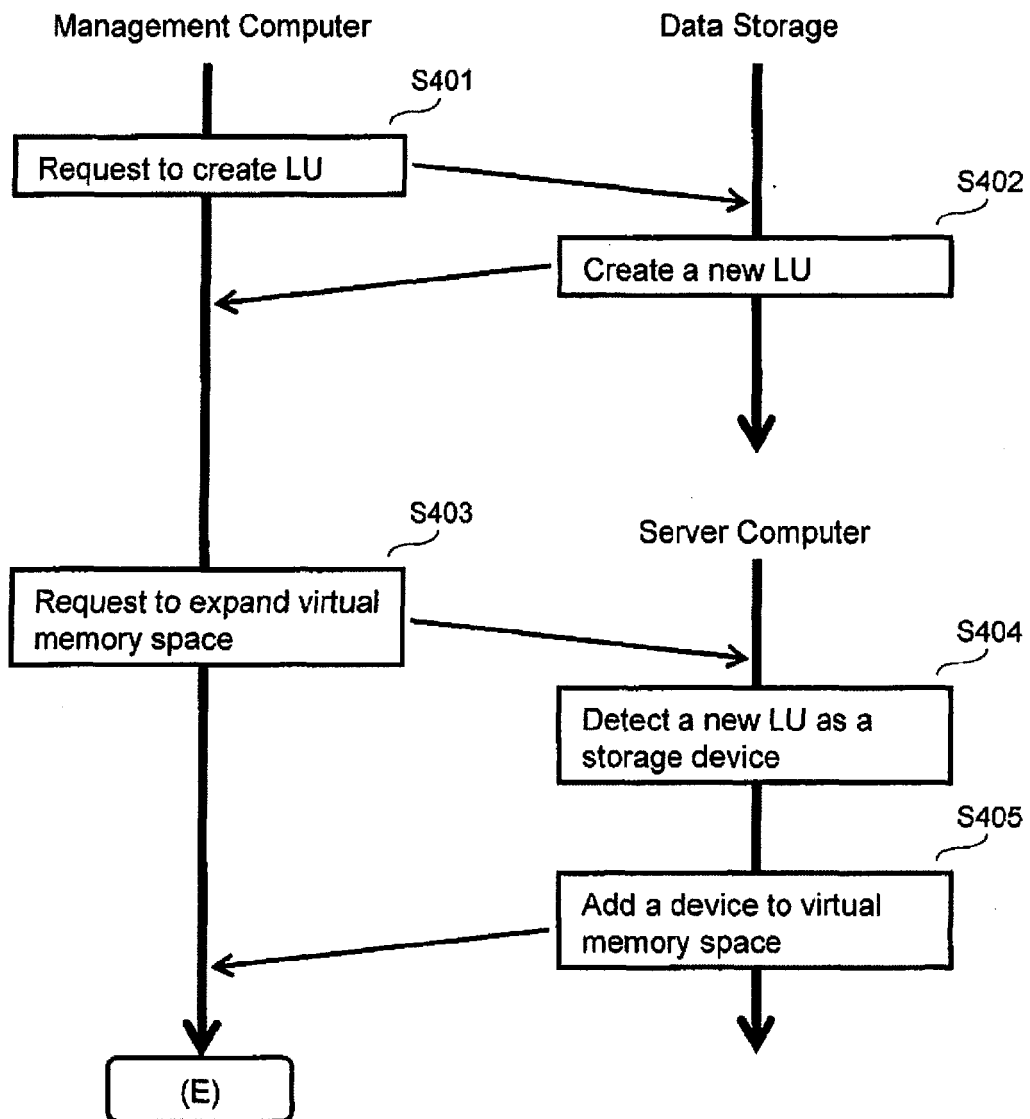 Management Computer
Data Storage
S401
Request to create LU
S402
Create a new LU
S403
Server Computer
Request to expand virtual
memory space
S404
Detect a new LU as a
storage device
S405
Add a device to virtual
memory space
(E)